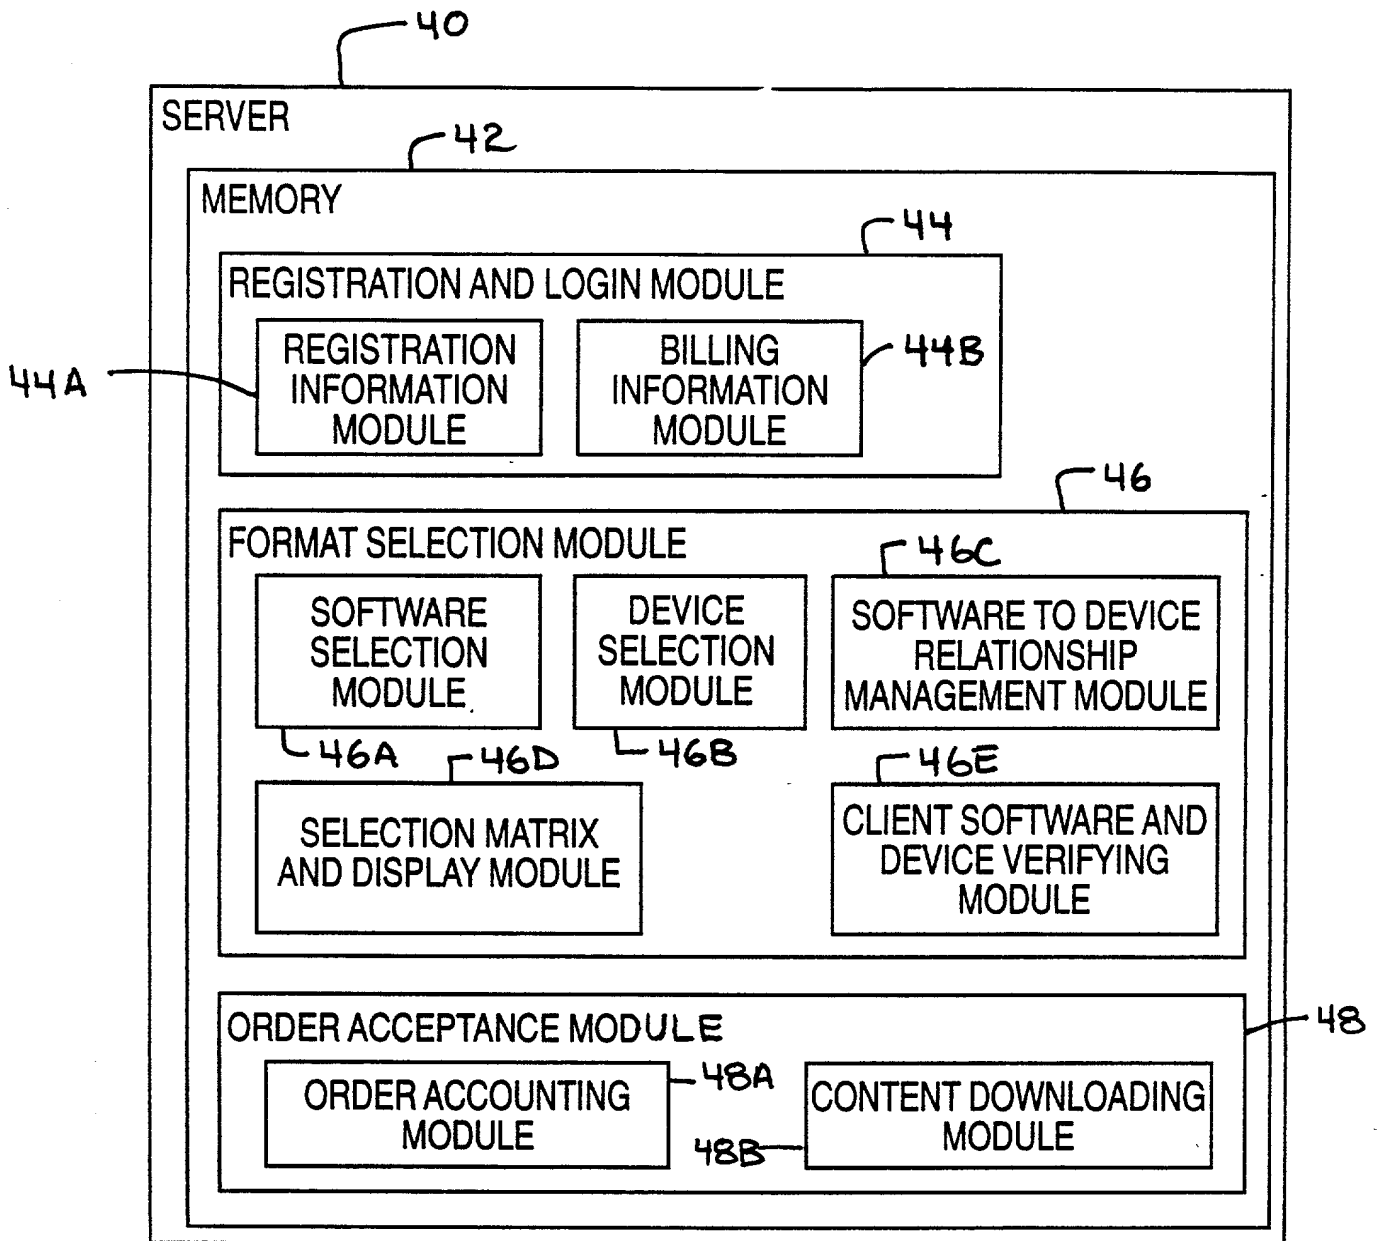 40
SERVER
42
MEMORY
44
REGISTRATION AND LOGIN MODULE
REGISTRATION
INFORMATION
MODULE
44A
BILLING
INFORMATION
MODULE
44B
46
FORMAT SELECTION MODULE
SOFTWARE
SELECTION
MODULE
46A
DEVICE
SELECTION
MODULE
46B
46C
SOFTWARE TO DEVICE
RELATIONSHIP
MANAGEMENT MODULE
46D
SELECTION MATRIX
AND DISPLAY MODULE
46E
CLIENT SOFTWARE AND
DEVICE VERIFYING
MODULE
48
ORDER ACCEPTANCE MODULE
ORDER ACCOUNTING
MODULE
48A
CONTENT DOWNLOADING
MODULE
48B